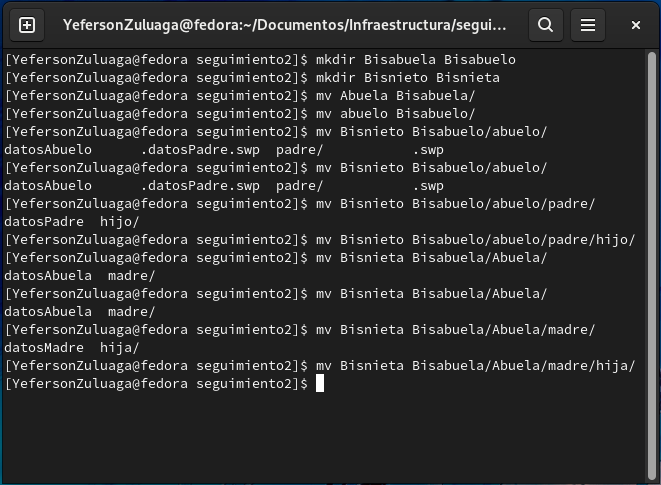 YefersonZuluaga@fedora:~/Documentos/Infraestructura/segui...
[YefersonZuluaga@fedora seguimiento2]$ mkdir Bisabuela Bisabuelo
[YefersonZuluaga@fedora seguimiento2]$ mkdir Bisnieto Bisnieta
[YefersonZuluaga@fedora seguimiento2]$ mv Abuela Bisabuela/
[YefersonZuluaga@fedora seguimiento2]$ mv abuelo Bisabuelo/
[YefersonZuluaga@fedora seguimiento2]$ mv Bisnieto Bisabuelo/abuelo/
datosAbuelo      .datosPadre.swp  padre/           .swp
[YefersonZuluaga@fedora seguimiento2]$ mv Bisnieto Bisabuelo/abuelo/
datosAbuelo      .datosPadre.swp  padre/           .swp
[YefersonZuluaga@fedora seguimiento2]$ mv Bisnieto Bisabuelo/abuelo/padre/
datosPadre  hijo/
[YefersonZuluaga@fedora seguimiento2]$ mv Bisnieto Bisabuelo/abuelo/padre/hijo/
[YefersonZuluaga@fedora seguimiento2]$ mv Bisnieta Bisabuela/Abuela/
datosAbuela  madre/
[YefersonZuluaga@fedora seguimiento2]$ mv Bisnieta Bisabuela/Abuela/
datosAbuela  madre/
[YefersonZuluaga@fedora seguimiento2]$ mv Bisnieta Bisabuela/Abuela/madre/
datosMadre  hija/
[YefersonZuluaga@fedora seguimiento2]$ mv Bisnieta Bisabuela/Abuela/madre/hija/
[YefersonZuluaga@fedora seguimiento2]$